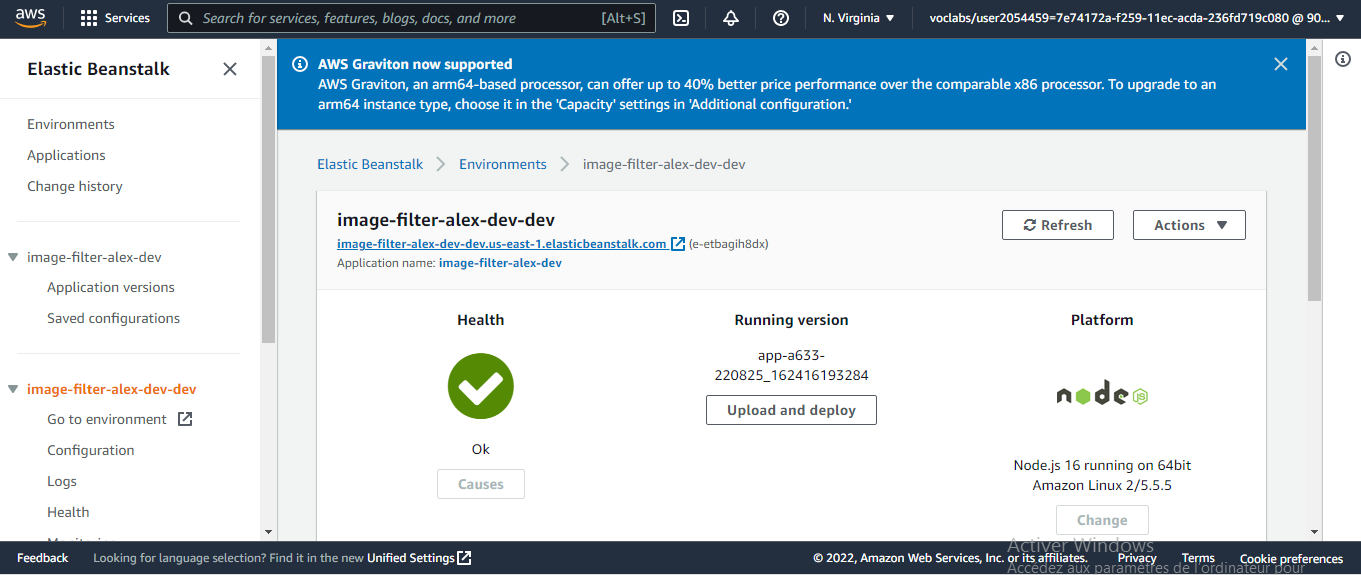 aws
Services
Search for services, features, blogs, docs, and more
[Alt+S]
N. Virginia
voclabs/user2054459=7e74172a-f259-11ec-acda-236fd719c080 @ 90...
Elastic Beanstalk
Environments
Applications
Change history
image-filter-alex-dev
Application versions
Saved configurations
image-filter-alex-dev-dev
Go to environment
Configuration
Logs
Health
AWS Graviton now supported
AWS Graviton, an arm64-based processor, can offer up to 40% better price performance over the comparable x86 processor. To upgrade to an
arm64 instance type, choose it in the 'Capacity' settings in 'Additional configuration.'
Elastic Beanstalk
Environments
image-filter-alex-dev-dev
image-filter-alex-dev-dev
image-filter-alex-dev-dev.us-east-1.elasticbeanstalk.com (e-etbagih8dx)
Application name: image-filter-alex-dev
Refresh
Actions
Health
Ok
Causes
Running version
app-a633-
220825_162416193284
Upload and deploy
Platform
node
JS
Node.js 16 running on 64bit
Amazon Linux 2/5.5.5
Change
Activer Windows
Accédez aux paramètres de l'ordinateur pour
Feedback
Looking for language selection? Find it in the new Unified Settings
© 2022, Amazon Web Services, Inc. or its affiliates.
Privacy
Terms
Cookie preferences